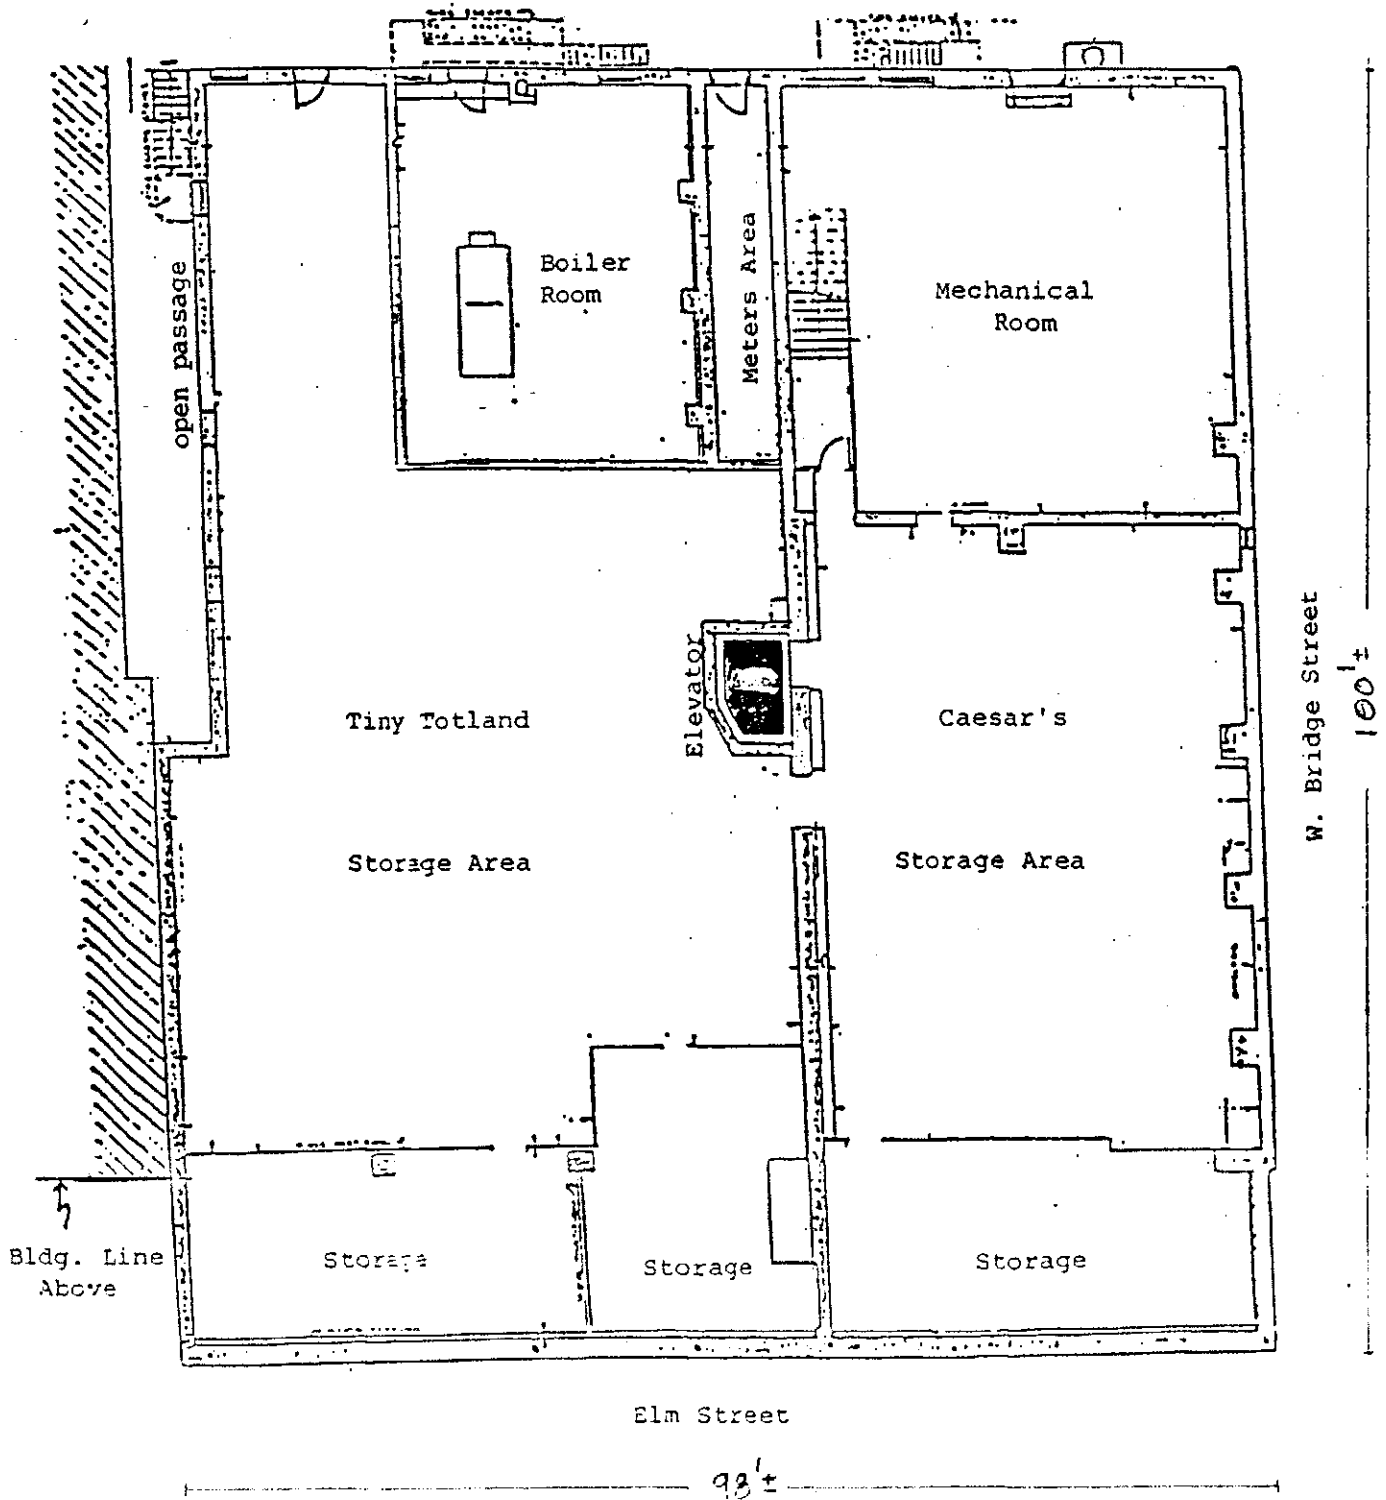 open passage
Boiler
Room
Meters Area
Mechanical
Room
Elevator
Tiny Totland
Storage Area
Caesar's
Storage Area
W. Bridge Street
100'±
Bldg. Line
Above
Storage
Storage
Storage
Elm Street
93'±